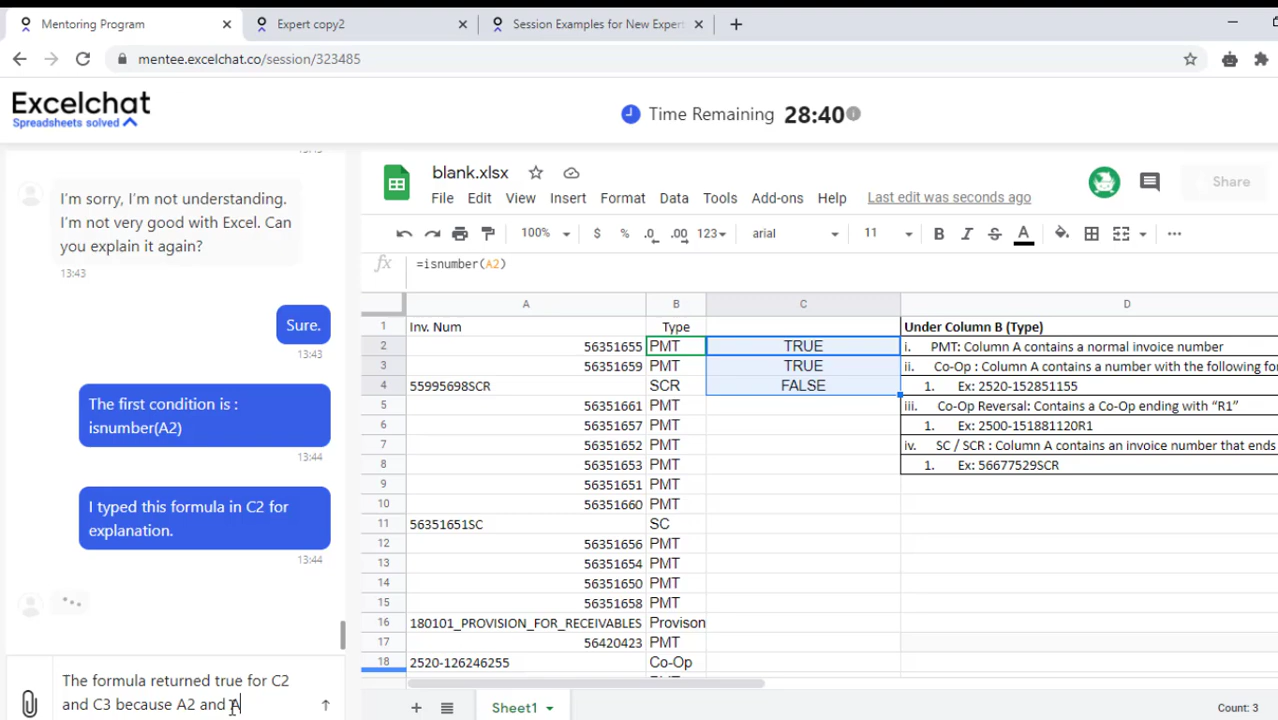 Mentoring Program
Expert copy2
Session Examples for New Expert
mentee.excelchat.co/session/323485
Excelchat
Spreadsheets solved
Time Remaining 28:40
I'm sorry, I'm not understanding.
I'm not very good with Excel. Can
you explain it again?
13:43
Sure.
13:43
The first condition is :
isnumber(A2)
13:44
I typed this formula in C2 for
explanation.
13:44
The formula returned true for C2
and C3 because A2 and A
blank.xlsx
File Edit View Insert Format Data Tools Add-ons Help Last edit was seconds ago
Share
100% $ % .0 .00 123 arial 11 B I S A
fx =isnumber(A2)
A B C D
1 Inv. Num Type Under Column B (Type)
2 56351655 PMT TRUE i. PMT: Column A contains a normal invoice number
3 56351659 PMT TRUE ii. Co-Op : Column A contains a number with the following for
4 55995698SCR SCR FALSE 1. Ex: 2520-152851155
5 56351661 PMT iii. Co-Op Reversal: Contains a Co-Op ending with “R1”
6 56351657 PMT 1. Ex: 2500-151881120R1
7 56351652 PMT iv. SC / SCR : Column A contains an invoice number that ends
8 56351653 PMT 1. Ex: 56677529SCR
9 56351651 PMT
10 56351660 PMT
11 56351651SC SC
12 56351656 PMT
13 56351654 PMT
14 56351650 PMT
15 56351658 PMT
16 180101_PROVISION_FOR_RECEIVABLES Provison
17 56420423 PMT
18 2520-126246255 Co-Op
Sheet1
Count: 3